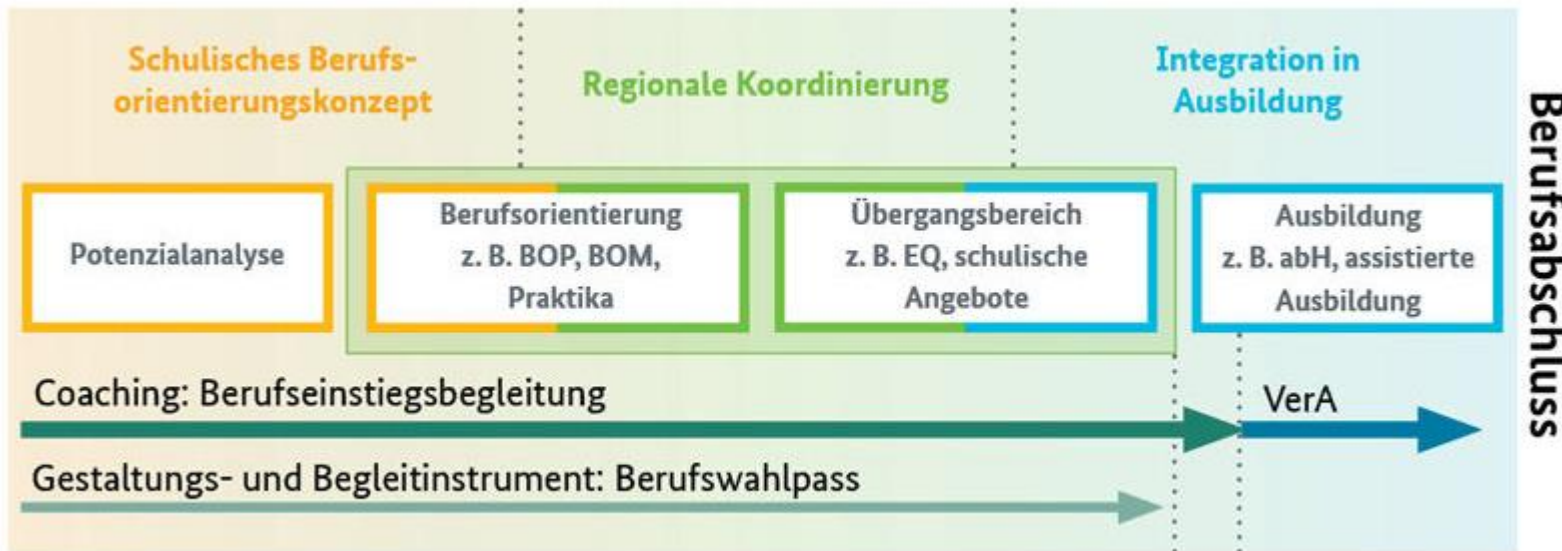 Schulisches Berufs-
orientierungskonzept
Regionale Koordinierung
Integration in
Ausbildung
Potenzialanalyse
Berufsorientierung
z. B. BOP, BOM,
Praktika
Übergangsbereich
z. B. EQ, schulische
Angebote
Ausbildung
z. B. abH, assistierte
Ausbildung
Coaching: Berufseinstiegsbegleitung
VerA
Gestaltungs- und Begleitinstrument: Berufswahlpass
Berufsabschluss